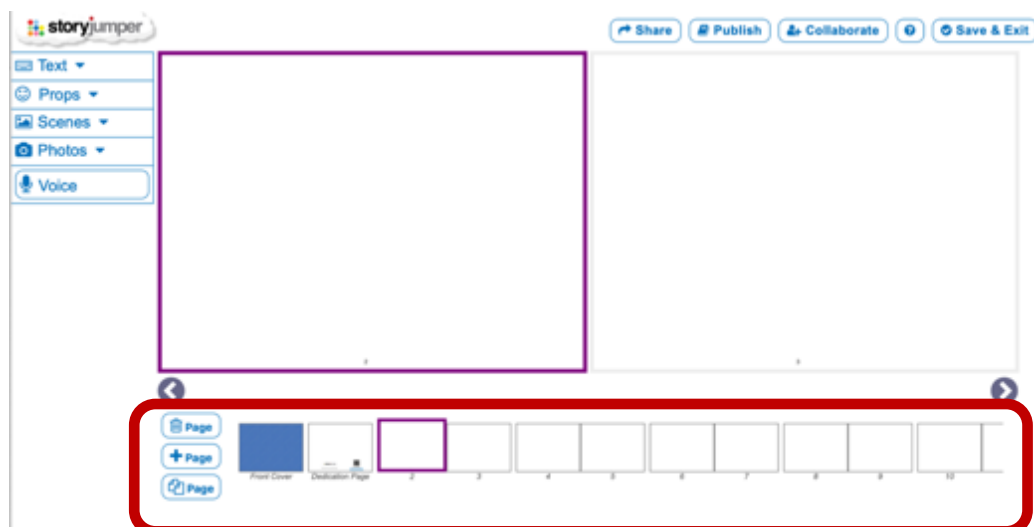 storyjumper
Share Publish Collaborate ? Save & Exit
Text
Props
Scenes
Photos
Voice
Page
+ Page
Page
Front Cover Dedication Page 2 3 4 5 6 7 8 9 10